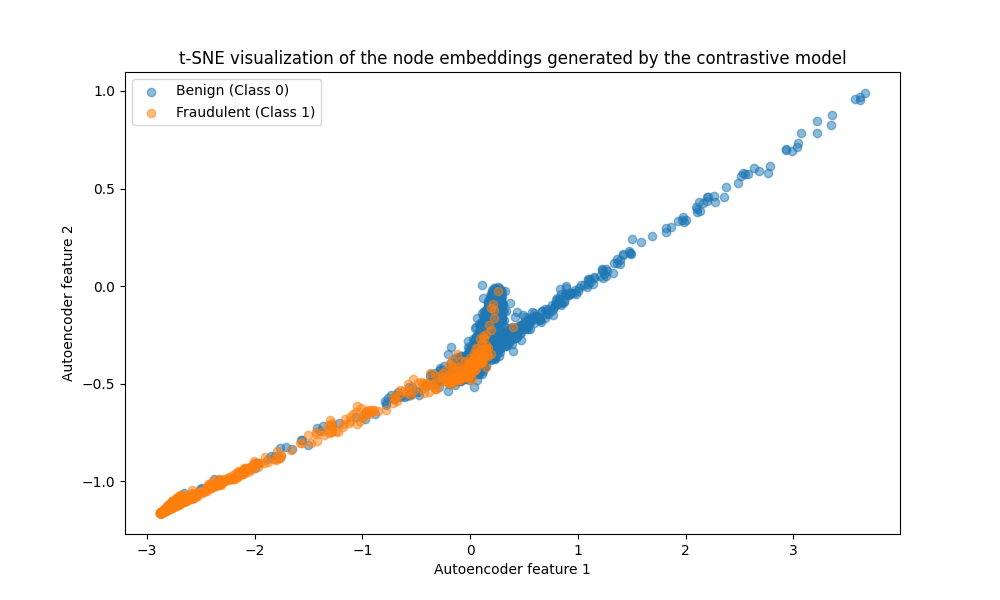 t-SNE visualization of the node embeddings generated by the contrastive model
Benign (Class 0)
Fraudulent (Class 1)
1.0
0.5
0.0
−0.5
−1.0
Autoencoder feature 2
−3 −2 −1 0 1 2 3
Autoencoder feature 1